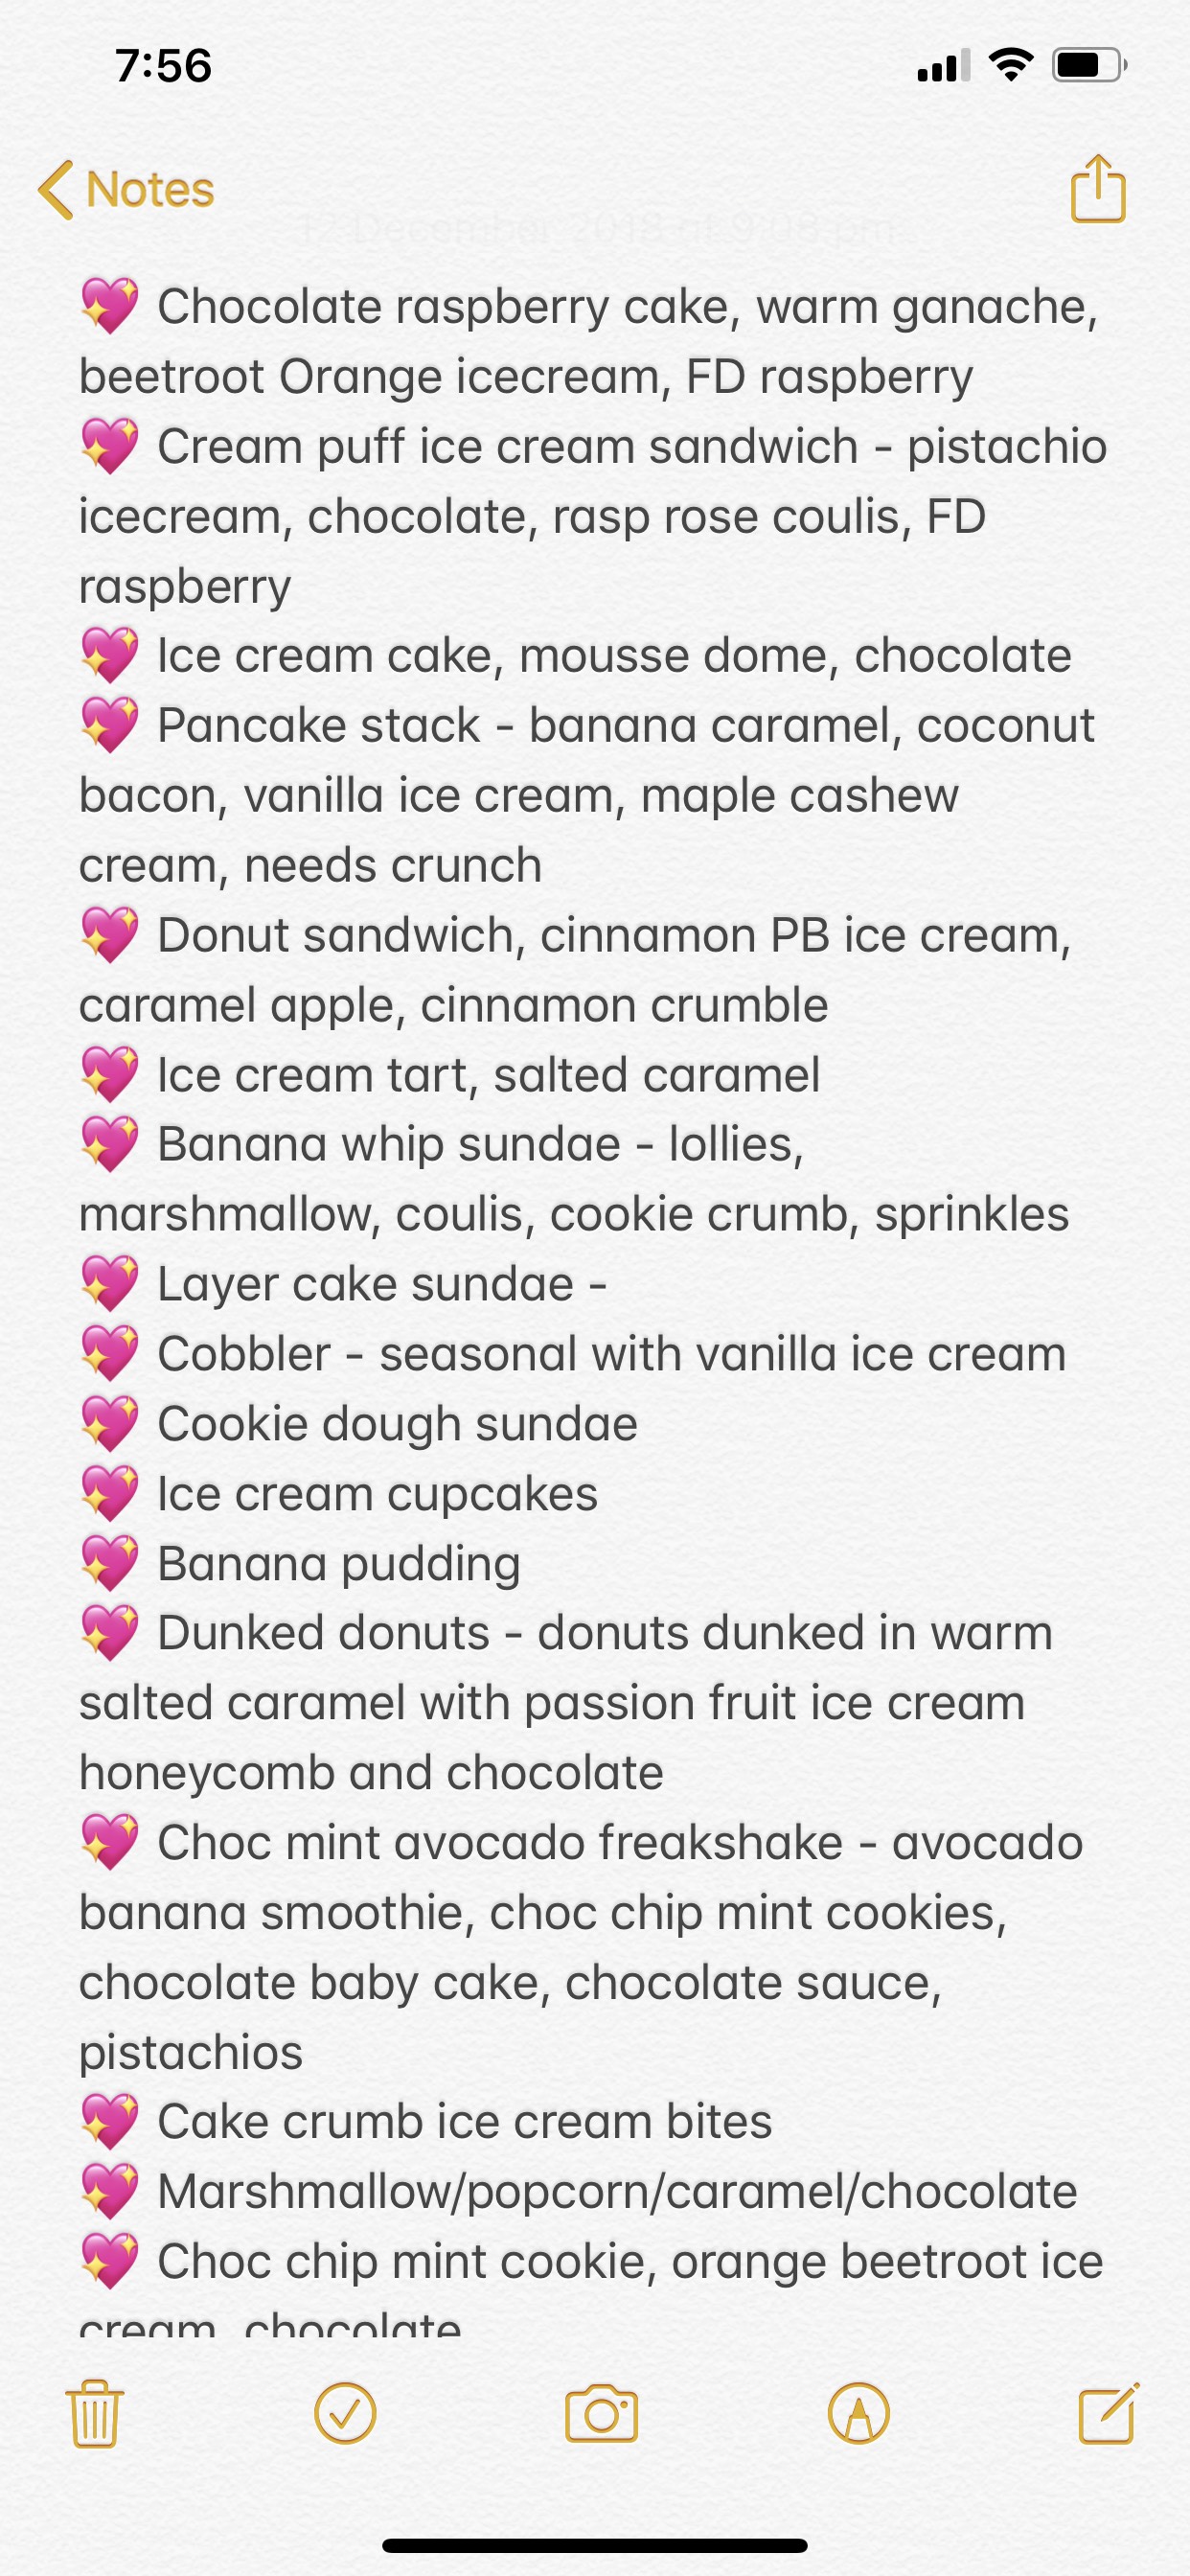 7:56
Notes
💖 Chocolate raspberry cake, warm ganache,
beetroot Orange icecream, FD raspberry
💖 Cream puff ice cream sandwich - pistachio
icecream, chocolate, rasp rose coulis, FD
raspberry
💖 Ice cream cake, mousse dome, chocolate
💖 Pancake stack - banana caramel, coconut
bacon, vanilla ice cream, maple cashew
cream, needs crunch
💖 Donut sandwich, cinnamon PB ice cream,
caramel apple, cinnamon crumble
💖 Ice cream tart, salted caramel
💖 Banana whip sundae - lollies,
marshmallow, coulis, cookie crumb, sprinkles
💖 Layer cake sundae -
💖 Cobbler - seasonal with vanilla ice cream
💖 Cookie dough sundae
💖 Ice cream cupcakes
💖 Banana pudding
💖 Dunked donuts - donuts dunked in warm
salted caramel with passion fruit ice cream
honeycomb and chocolate
💖 Choc mint avocado freakshake - avocado
banana smoothie, choc chip mint cookies,
chocolate baby cake, chocolate sauce,
pistachios
💖 Cake crumb ice cream bites
💖 Marshmallow/popcorn/caramel/chocolate
💖 Choc chip mint cookie, orange beetroot ice
cream, chocolate